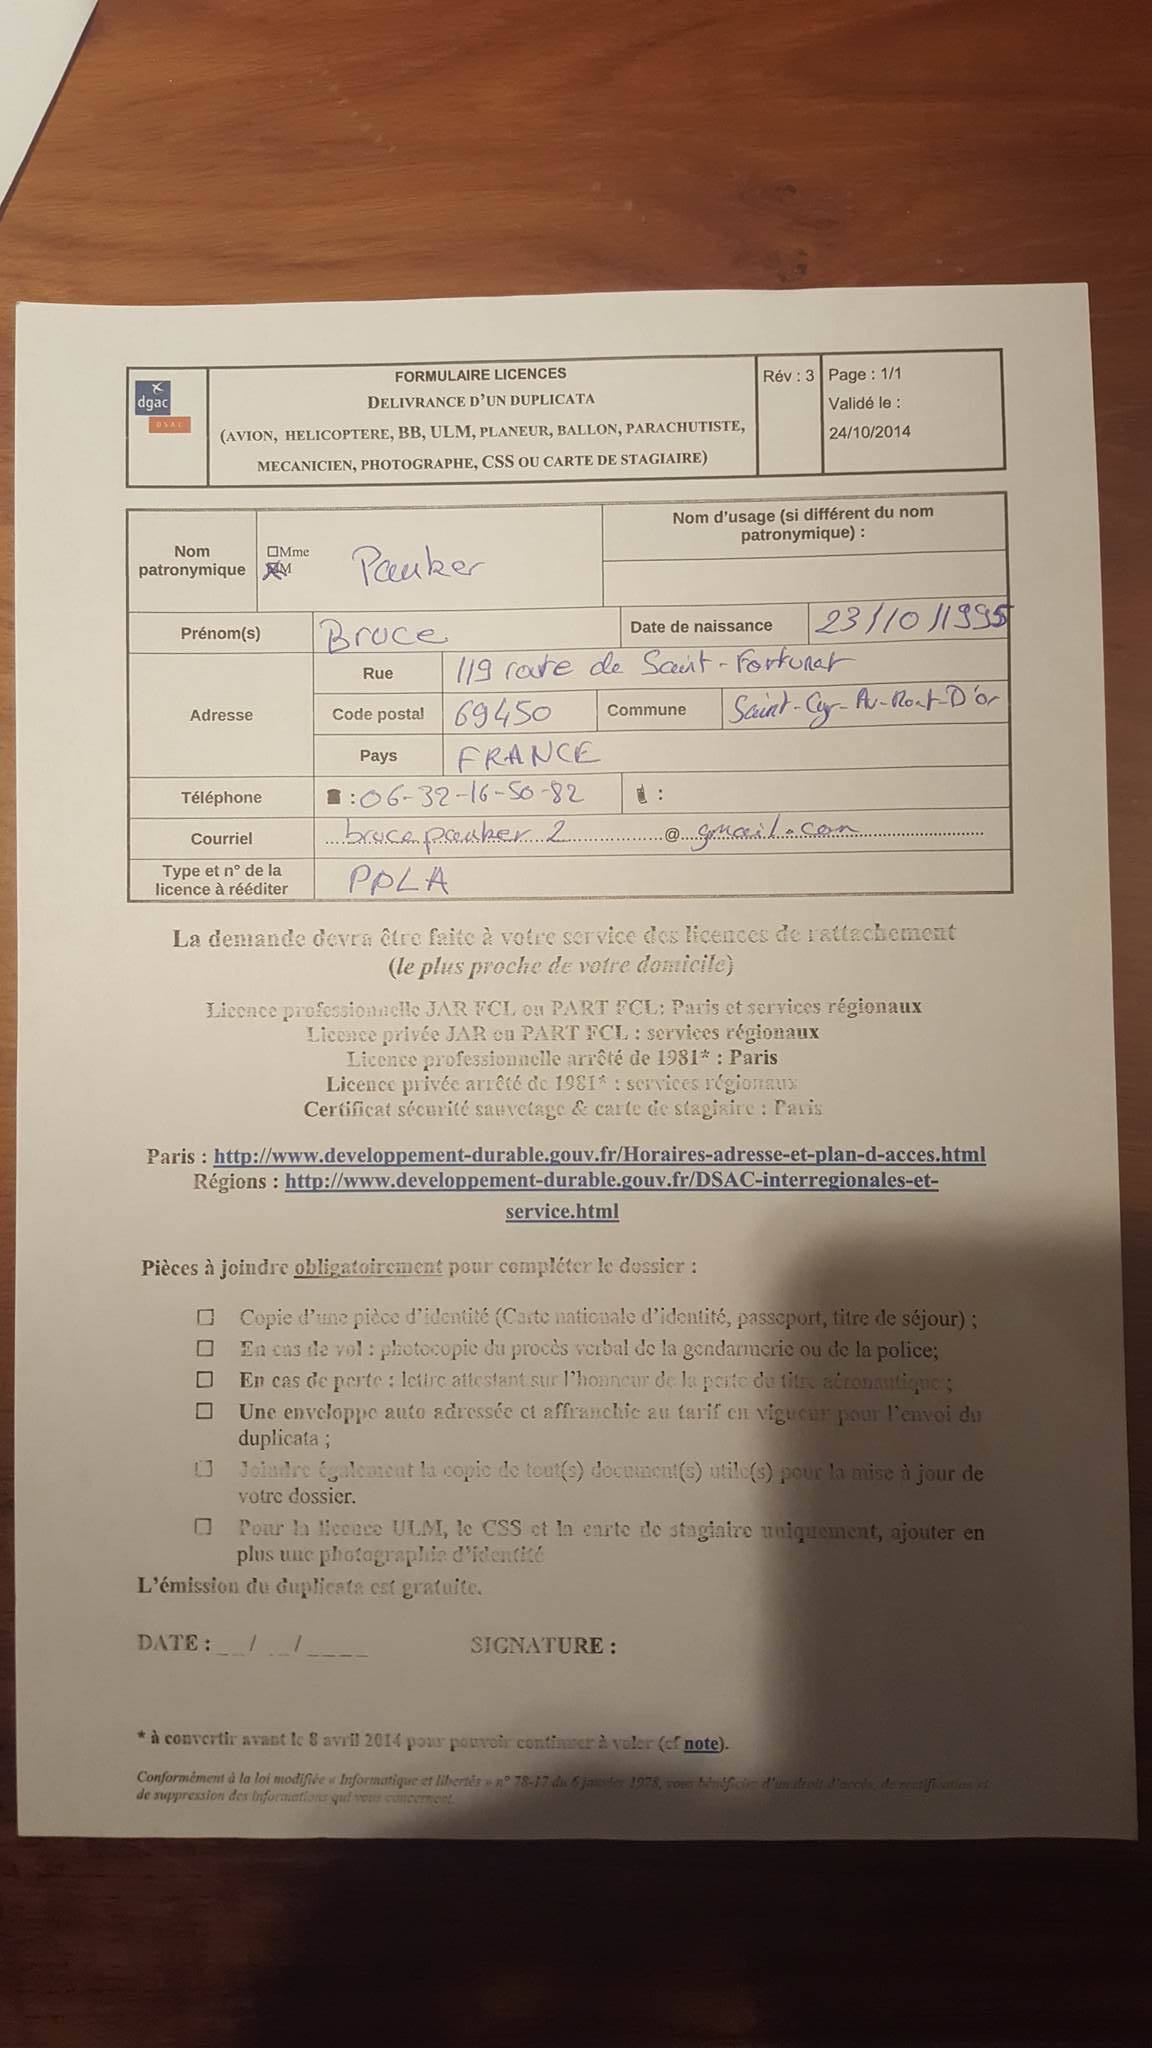 dgac
DSAC
FORMULAIRE LICENCES
DELIVRANCE D'UN DUPLICATA
(AVION, HELICOPTERE, BB, ULM, PLANEUR, BALLON, PARACHUTISTE,
MECANICIEN, PHOTOGRAPHE, CSS OU CARTE DE STAGIAIRE)
Rév : 3
Page : 1/1
Validé le :
24/10/2014
Nom patronymique
☐Mme
☒M
Pauker
Nom d'usage (si différent du nom
patronymique) :
Prénom(s)
Bruce
Date de naissance
23/10/1995
Adresse
Rue
119 route de Saint-Fortunat
Code postal
69450
Commune
Saint-Cyr-Au-Mont-D'or
Pays
FRANCE
Téléphone
: 06-32-16-50-82
:
Courriel
brucepauker2@gmail.com
Type et n° de la
licence à rééditer
PPLA
La demande devra être faite à votre service des licences de rattachement
(le plus proche de votre domicile)
Licence professionnelle JAR FCL ou PART FCL: Paris et services régionaux
Licence privée JAR ou PART FCL : services régionaux
Licence professionnelle arrêté de 1981* : Paris
Licence privée arrêté de 1981* : services régionaux
Certificat sécurité sauvetage & carte de stagiaire : Paris
Paris : http://www.developpement-durable.gouv.fr/Horaires-adresse-et-plan-d-acces.html
Régions : http://www.developpement-durable.gouv.fr/DSAC-interregionales-et-
service.html
Pièces à joindre obligatoirement pour compléter le dossier :
☐ Copie d'une pièce d'identité (Carte nationale d'identité, passeport, titre de séjour) ;
☐ En cas de vol : photocopie du procès verbal de la gendarmerie ou de la police;
☐ En cas de perte : lettre attestant sur l'honneur de la perte du titre aéronautique ;
☐ Une enveloppe auto adressée et affranchie au tarif en vigueur pour l'envoi du
duplicata ;
☐ Joindre également la copie de tout(s) document(s) utile(s) pour la mise à jour de
votre dossier.
☐ Pour la licence ULM, le CSS et la carte de stagiaire uniquement, ajouter en
plus une photographie d'identité
L'émission du duplicata est gratuite.
DATE : __/__/____ SIGNATURE :
* à convertir avant le 8 avril 2014 pour pouvoir continuer à voler (cf note).
Conformément à la loi modifiée « Informatique et libertés » n° 78-17 du 6 janvier 1978, vous bénéficiez d'un droit d'accès, de rectification et
de suppression des informations qui vous concernent.